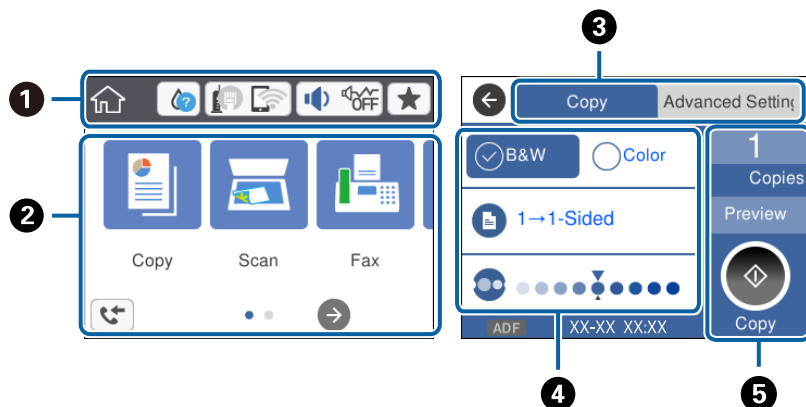 3
1
?
OFF
Copy
Advanced Setting
2
B&W
Color
1
Copies
1→1-Sided
Preview
Copy
Scan
Fax
ADF
XX-XX XX:XX
Copy
4
5